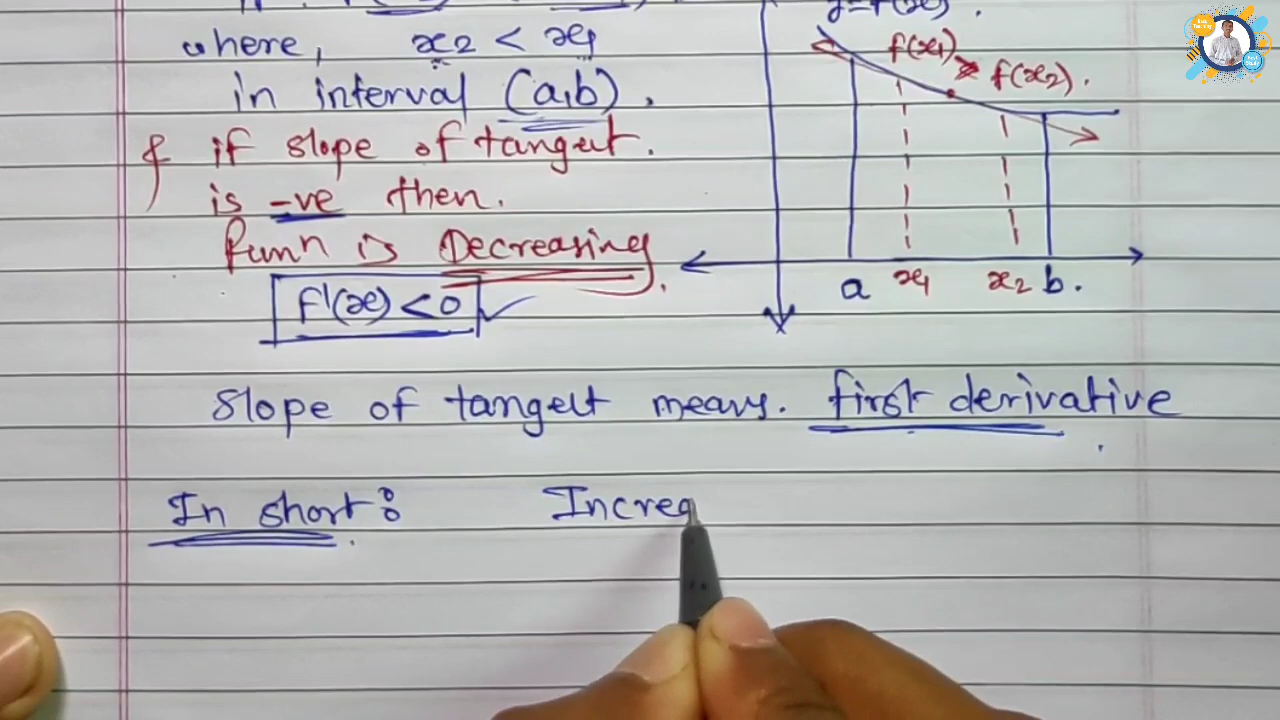 y=f(x).
where, x2 < x1
in interval (a,b).
& if slope of tangent.
is -ve then.
funn is Decreasing.
f'(x) < 0 ✓
f(x1) > f(x2).
a x1 x2 b.
Slope of tangent means. first derivative
In short: Increa